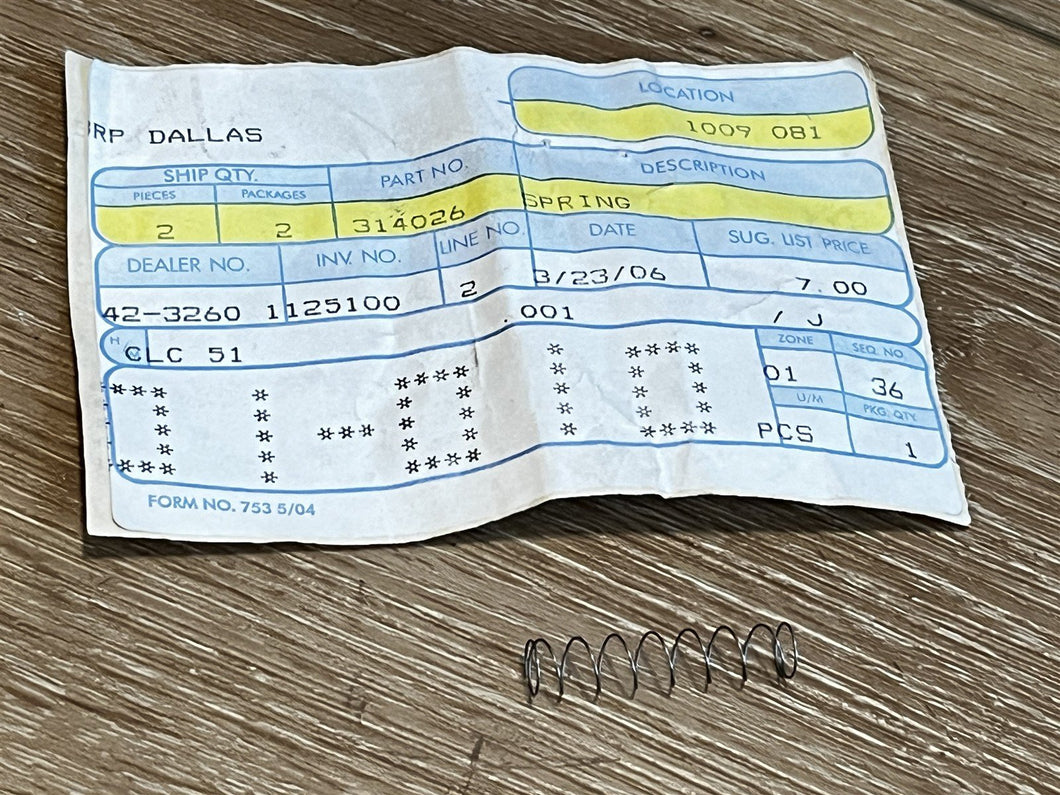 LOCATION
RP DALLAS 1009 081
SHIP QTY. PART NO. DESCRIPTION
PIECES PACKAGES
2 2 314026 SPRING
DEALER NO. INV. NO. LINE NO. DATE SUG. LIST PRICE
42-3260 1125100 2 3/23/06 7.00
.001 / J
H CLC 51
ZONE SEQ. NO.
01 36
U/M PKG. QTY
PCS 1
FORM NO. 753 5/04